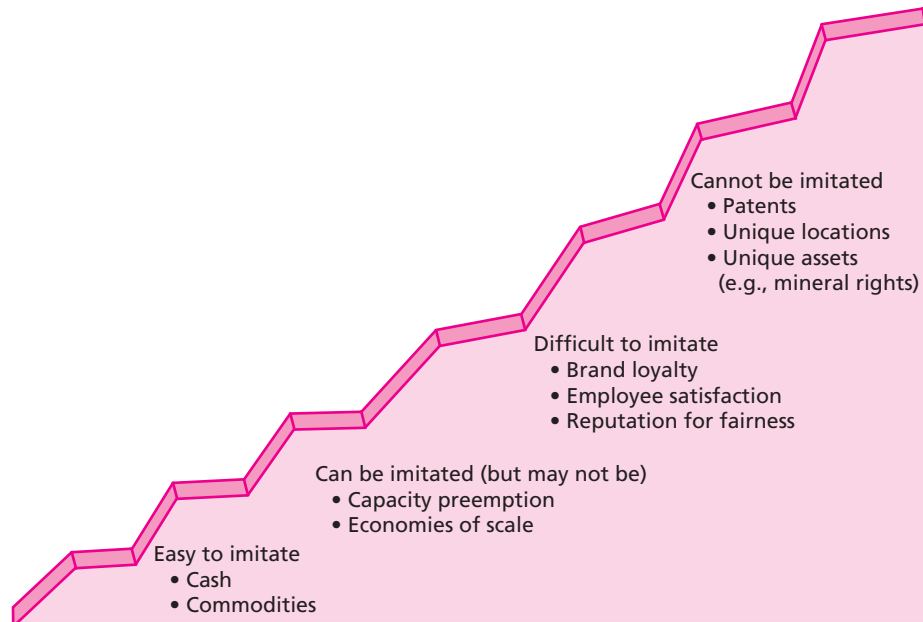 Cannot be imitated
• Patents
• Unique locations
• Unique assets
(e.g., mineral rights)
Difficult to imitate
• Brand loyalty
• Employee satisfaction
• Reputation for fairness
Can be imitated (but may not be)
• Capacity preemption
• Economies of scale
Easy to imitate
• Cash
• Commodities